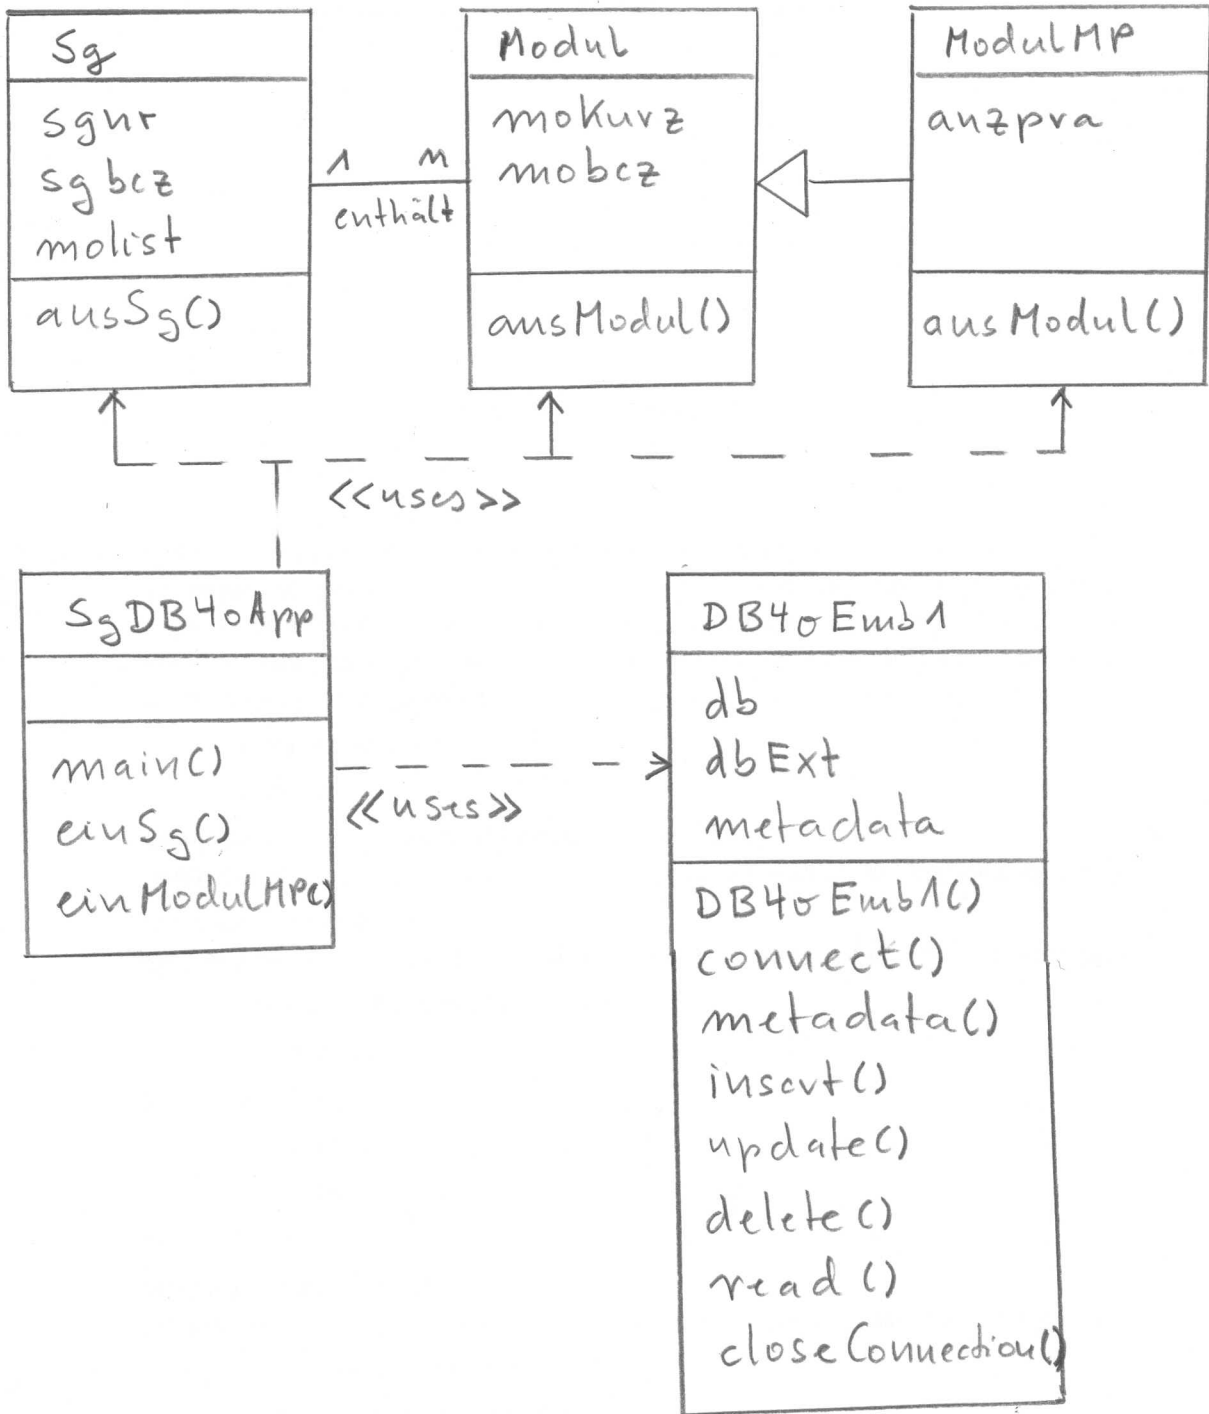 Sg
sgnr
sgbez
molist
ausSg()
1 n
enthält
Modul
moKurz
mobez
ausModul()
ModulMP
anzpra
ausModul()
<<uses>>
SgDB4oApp
main()
einSg()
einModulMP()
<<uses>>
DB4oEmb1
db
dbExt
metadata
DB4oEmb1()
connect()
metadata()
insert()
update()
delete()
read()
closeConnection()